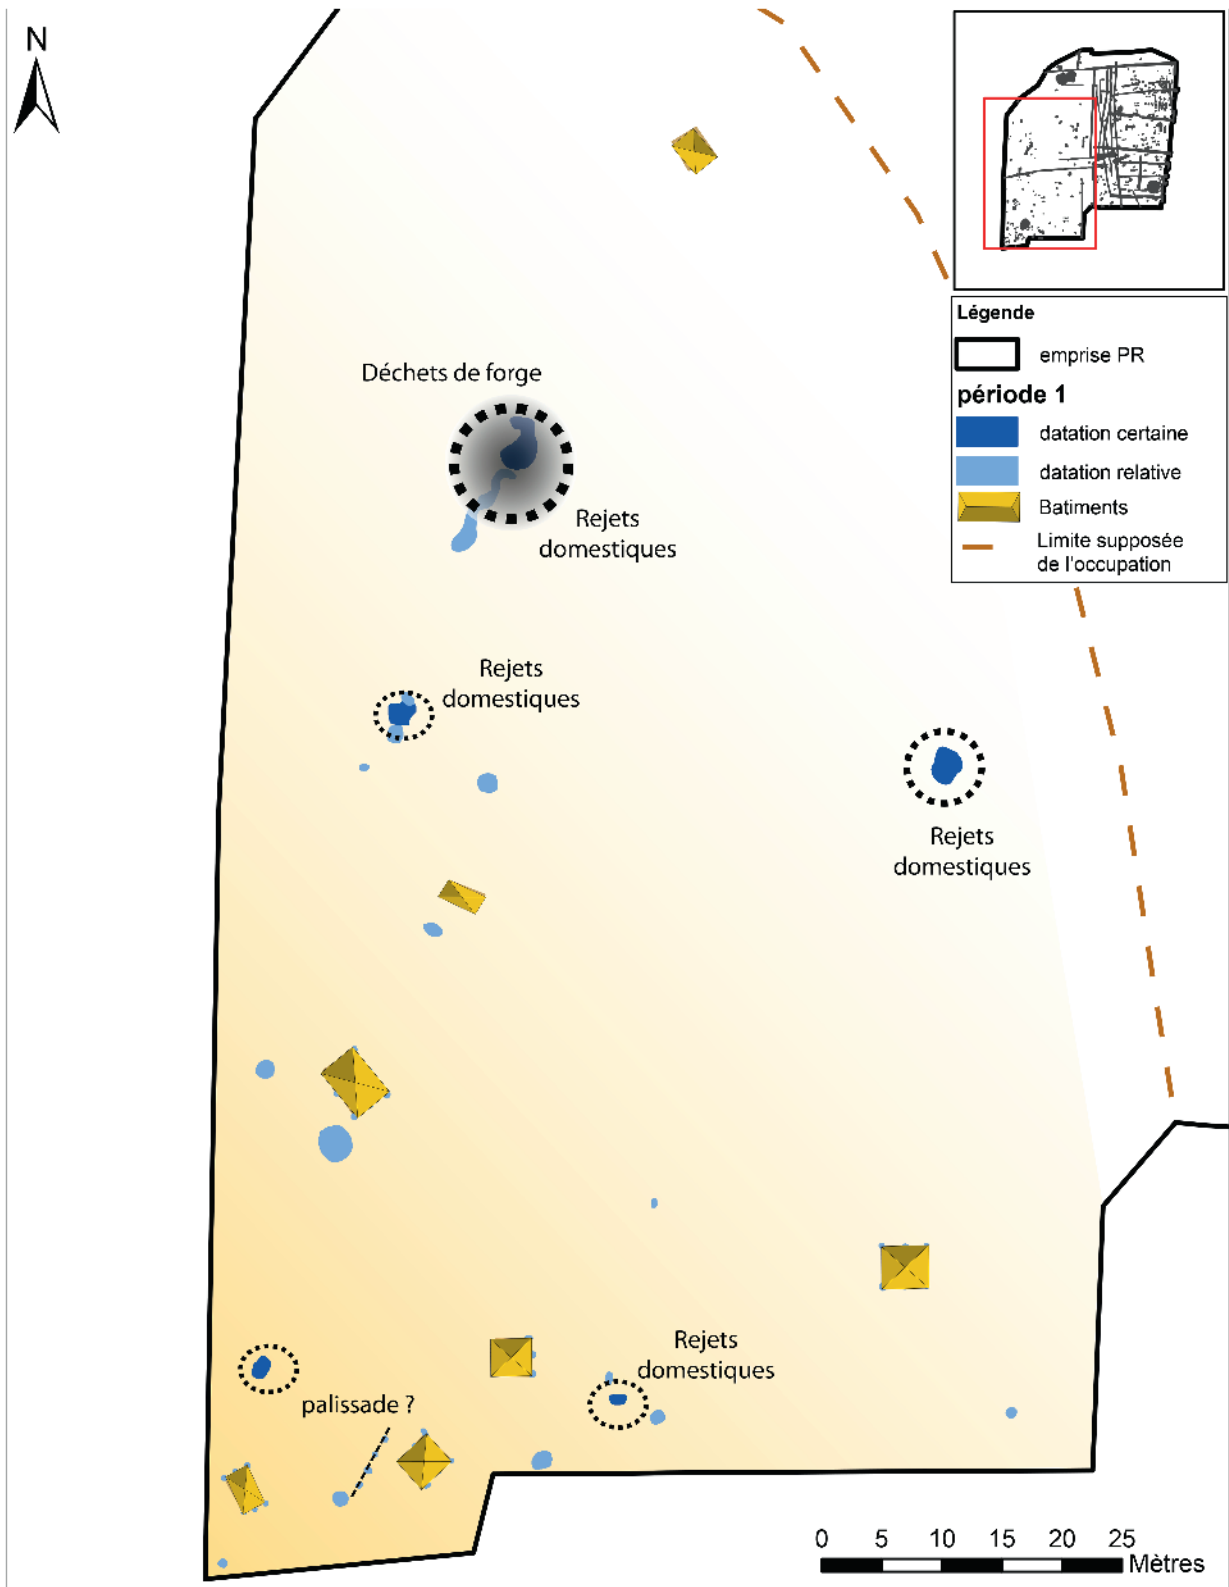 N
Légende
emprise PR
période 1
datation certaine
datation relative
Batiments
Limite supposée
de l'occupation
Déchets de forge
Rejets
domestiques
Rejets
domestiques
Rejets
domestiques
Rejets
domestiques
palissade ?
0 5 10 15 20 25
Mètres